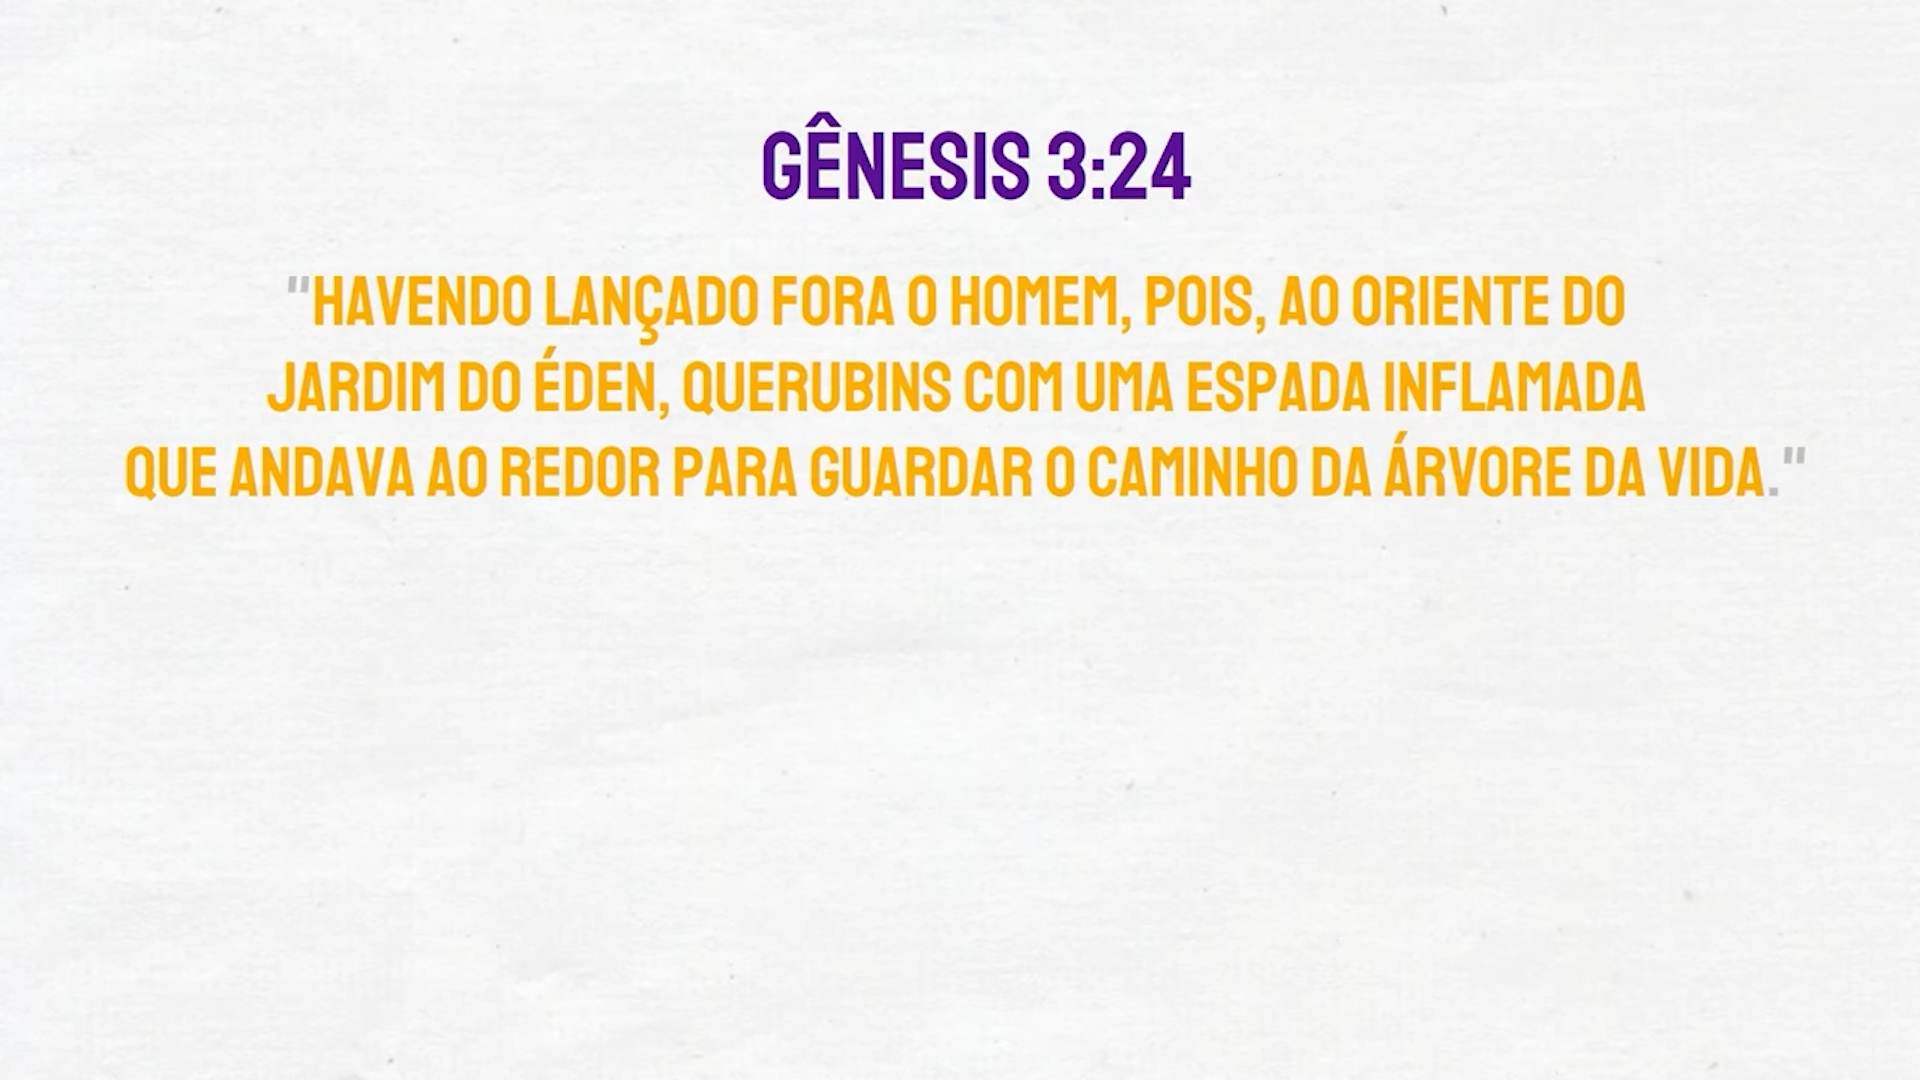 GÊNESIS 3:24
"HAVENDO LANÇADO FORA O HOMEM, POIS, AO ORIENTE DO
JARDIM DO ÉDEN, QUERUBINS COM UMA ESPADA INFLAMADA
QUE ANDAVA AO REDOR PARA GUARDAR O CAMINHO DA ÁRVORE DA VIDA."